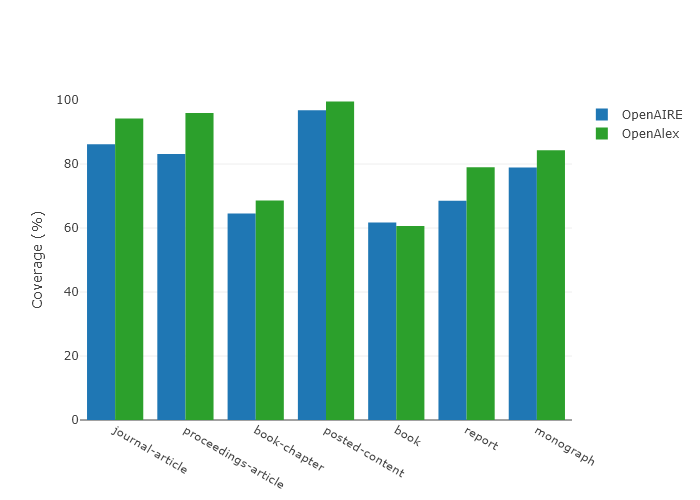 100
80
60
40
20
0
Coverage (%)
journal-article
proceedings-article
book-chapter
posted-content
book
report
monograph
OpenAIRE
OpenAlex